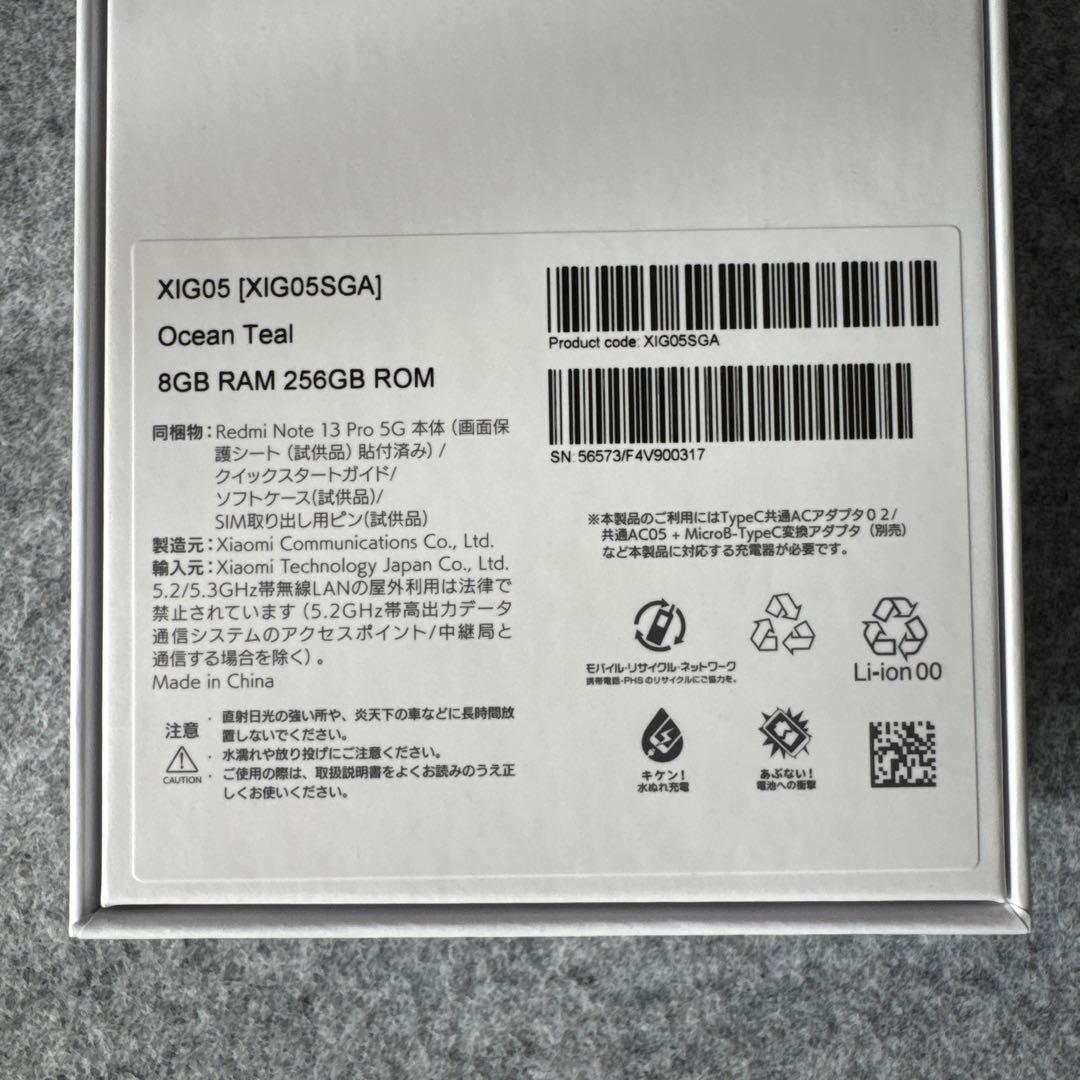 XIG05 [XIG05SGA]
Ocean Teal
8GB RAM 256GB ROM
同梱物：Redmi Note 13 Pro 5G 本体（画面保
護シート（試供品）貼付済み）/
クイックスタートガイド/
ソフトケース(試供品)/
SIM取り出し用ピン(試供品)
製造元：Xiaomi Communications Co., Ltd.
輸入元：Xiaomi Technology Japan Co., Ltd.
5.2/5.3GHz帯無線LANの屋外利用は法律で
禁止されています（5.2GHz帯高出力データ
通信システムのアクセスポイント/中継局と
通信する場合を除く）。
Made in China
注意
CAUTION
・直射日光の強い所や、炎天下の車などに長時間放
置しないでください。
・水濡れや放り投げにご注意ください。
・ご使用の際は、取扱説明書をよくお読みのうえ正
しくお使いください。
Product code: XIG05SGA
SN: 56573/F4V900317
※本製品のご利用にはTypeC共通ACアダプタ０２/
共通AC05 + MicroB-TypeC変換アダプタ（別売）
など本製品に対応する充電器が必要です。
モバイル・リサイクル・ネットワーク
携帯電話・PHSのリサイクルにご協力を。
Li-ion 00
キケン！
水ぬれ充電
あぶない！
電池への衝撃